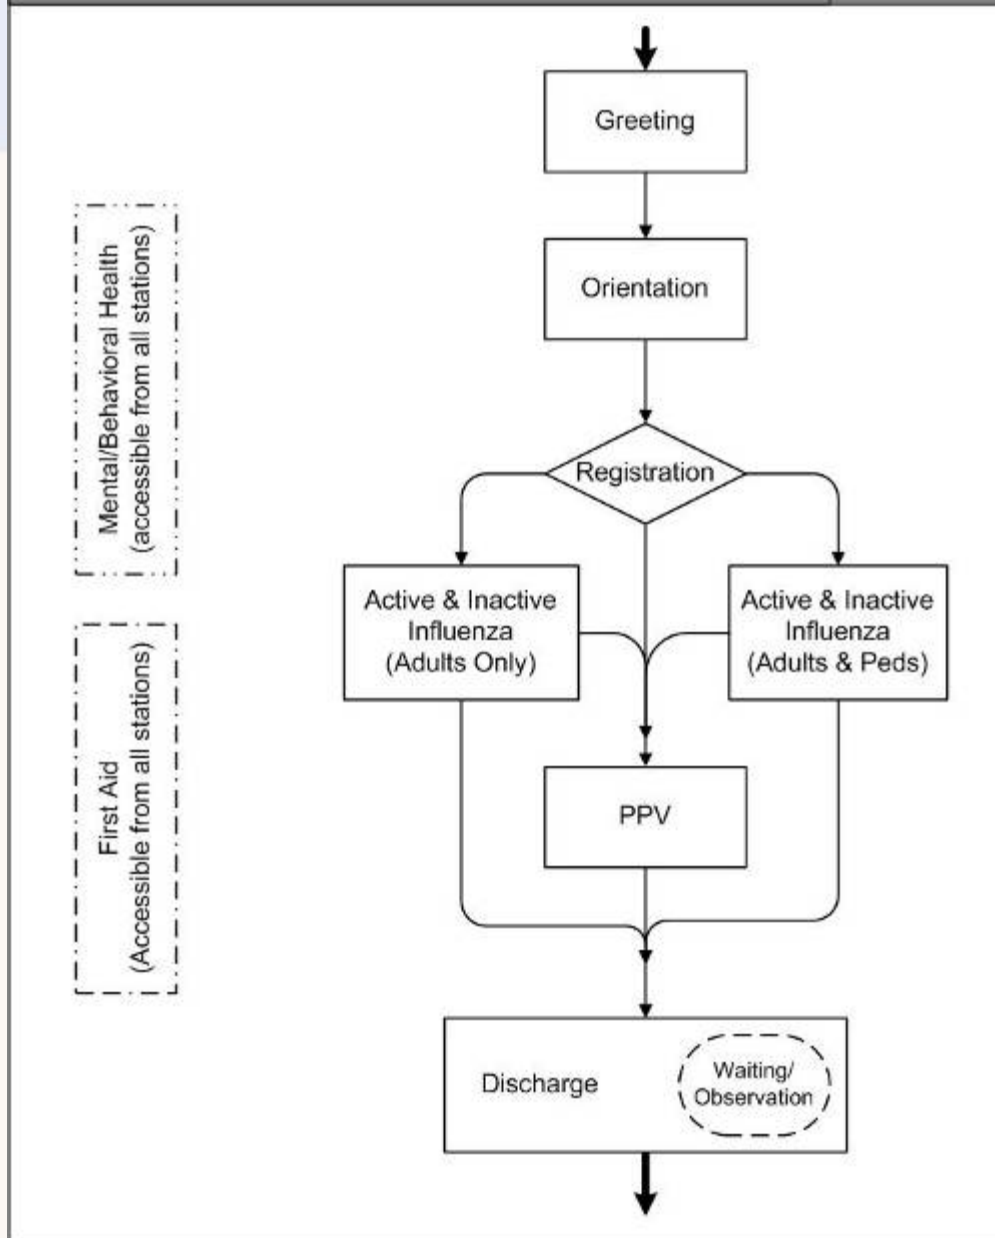 Greeting
Orientation
Registration
Active & Inactive
Influenza
(Adults Only)
Active & Inactive
Influenza
(Adults & Peds)
PPV
Discharge
Waiting/
Observation
Mental/Behavioral Health
(accessible from all stations)
First Aid
(Accessible from all stations)